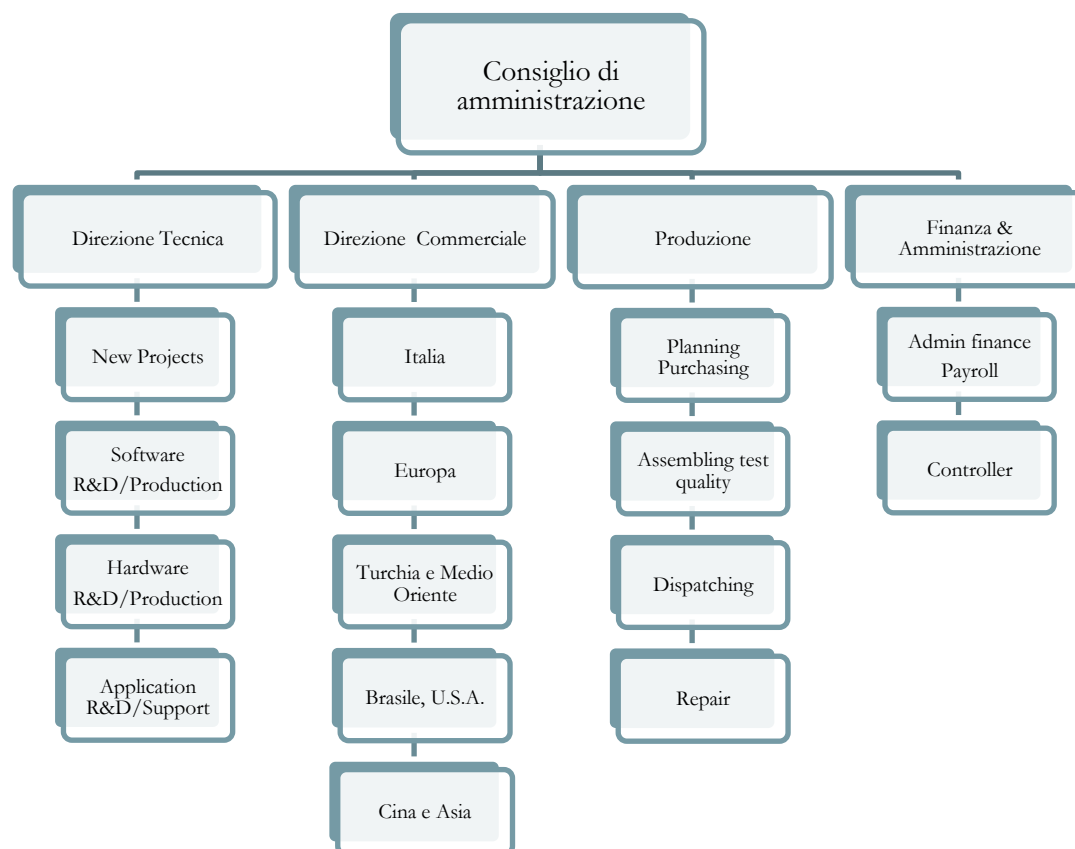 Consiglio di
amministrazione
Direzione Tecnica
Direzione Commerciale
Produzione
Finanza &
Amministrazione
New Projects
Software
R&D/Production
Hardware
R&D/Production
Application
R&D/Support
Italia
Europa
Turchia e Medio
Oriente
Brasile, U.S.A.
Cina e Asia
Planning
Purchasing
Assembling test
quality
Dispatching
Repair
Admin finance
Payroll
Controller